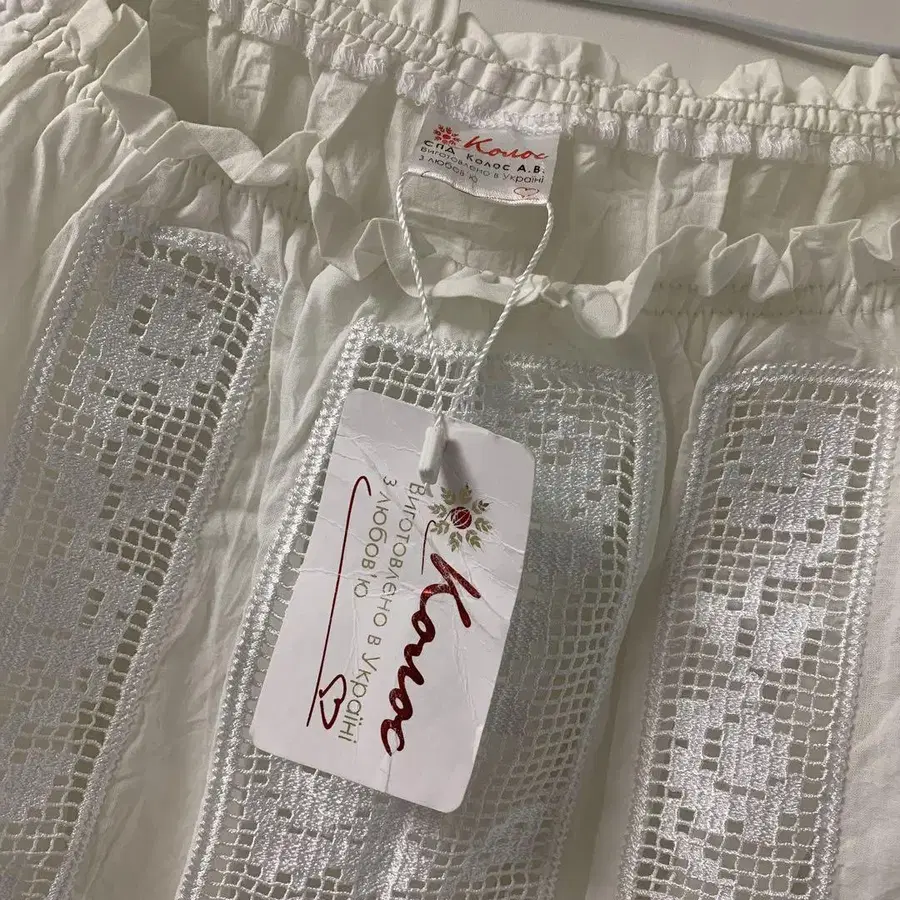 Колос
СПД Колос А.В.
Виготовлено в Україні
з любов'ю
Колос
Виготовлено в Україні
з любов'ю